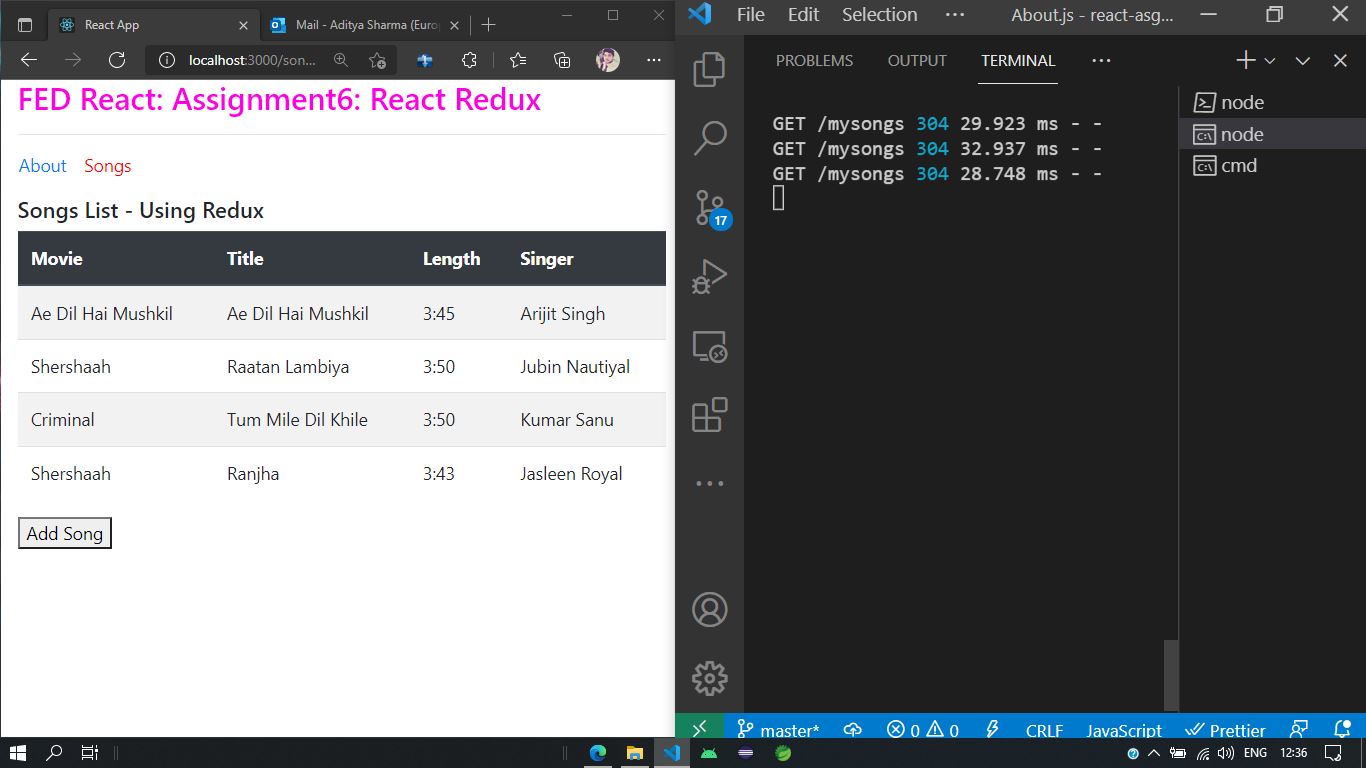 React App
Mail - Aditya Sharma (Euro
localhost:3000/son...
FED React: Assignment6: React Redux
About Songs
Songs List - Using Redux
Movie Title Length Singer
Ae Dil Hai Mushkil Ae Dil Hai Mushkil 3:45 Arijit Singh
Shershaah Raatan Lambiya 3:50 Jubin Nautiyal
Criminal Tum Mile Dil Khile 3:50 Kumar Sanu
Shershaah Ranjha 3:43 Jasleen Royal
Add Song
File Edit Selection ··· About.js - react-asg...
PROBLEMS OUTPUT TERMINAL ···
GET /mysongs 304 29.923 ms - -
GET /mysongs 304 32.937 ms - -
GET /mysongs 304 28.748 ms - -
node
node
cmd
17
master* 0 0 CRLF JavaScript Prettier
ENG 12:36